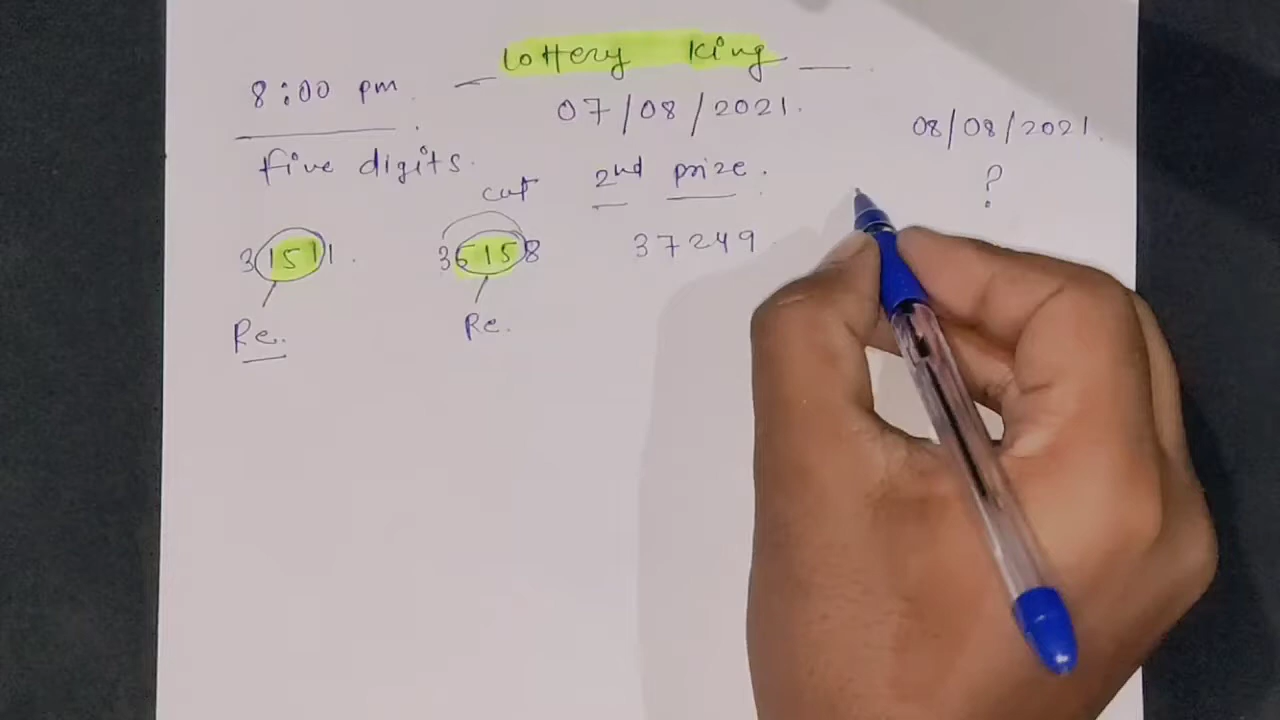 Lottery King
8:00 pm.
07/08/2021.
08/08/2021.
five digits.
cut
2nd prize.
?
31511.
35158
37249
Re.
Re.